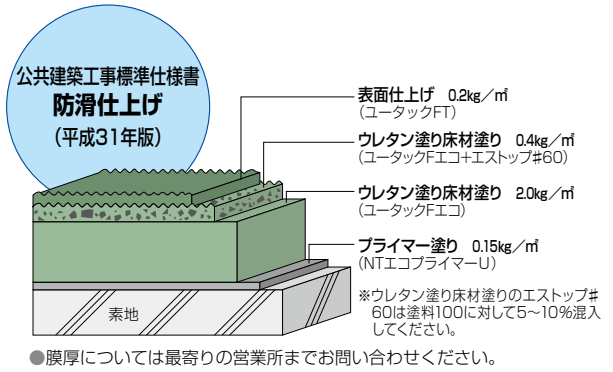 公共建築工事標準仕様書
防滑仕上げ
（平成31年版）
表面仕上げ 0.2kg／㎡
（ユータックFT）
ウレタン塗り床材塗り 0.4kg／㎡
（ユータックFエコ+エストップ#60）
ウレタン塗り床材塗り 2.0kg／㎡
（ユータックFエコ）
プライマー塗り 0.15kg／㎡
（NTエコプライマーU）
※ウレタン塗り床材塗りのエストップ#
60は塗料100に対して5〜10%混入
してください。
素地
●膜厚については最寄りの営業所までお問い合わせください。